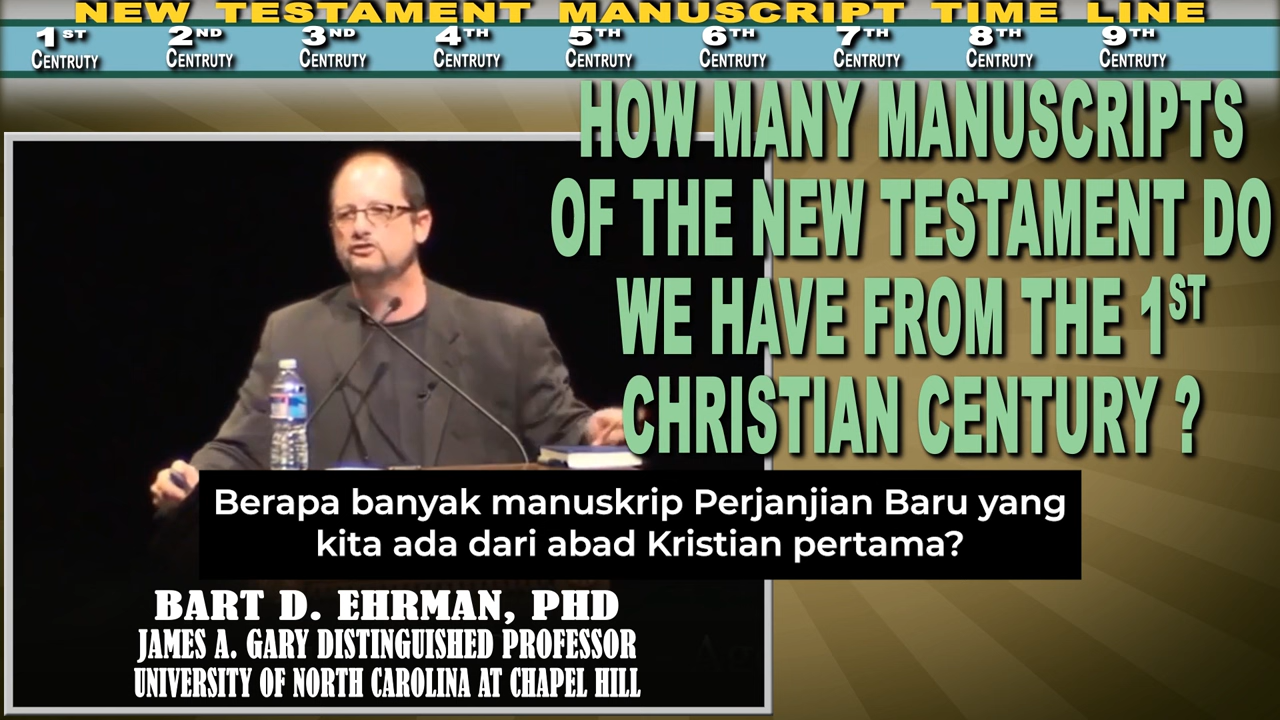 NEW TESTAMENT MANUSCRIPT TIME LINE
1ST 2ND 3ND 4TH 5TH 6TH 7TH 8TH 9TH
CENTRUTY CENTRUTY CENTRUTY CENTRUTY CENTRUTY CENTRUTY CENTRUTY CENTRUTY CENTRUTY
HOW MANY MANUSCRIPTS
OF THE NEW TESTAMENT DO
WE HAVE FROM THE 1ST
CHRISTIAN CENTURY ?
Berapa banyak manuskrip Perjanjian Baru yang
kita ada dari abad Kristian pertama?
BART D. EHRMAN, PHD
JAMES A. GARY DISTINGUISHED PROFESSOR
UNIVERSITY OF NORTH CAROLINA AT CHAPEL HILL